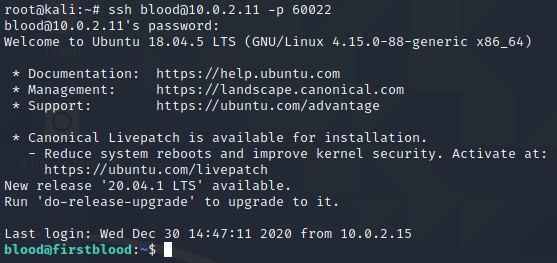 root@kali:~# ssh blood@10.0.2.11 -p 60022
blood@10.0.2.11's password:
Welcome to Ubuntu 18.04.5 LTS (GNU/Linux 4.15.0-88-generic x86_64)
* Documentation:  https://help.ubuntu.com
* Management:     https://landscape.canonical.com
* Support:        https://ubuntu.com/advantage
* Canonical Livepatch is available for installation.
- Reduce system reboots and improve kernel security. Activate at:
https://ubuntu.com/livepatch
New release '20.04.1 LTS' available.
Run 'do-release-upgrade' to upgrade to it.
Last login: Wed Dec 30 14:47:11 2020 from 10.0.2.15
blood@firstblood:~$